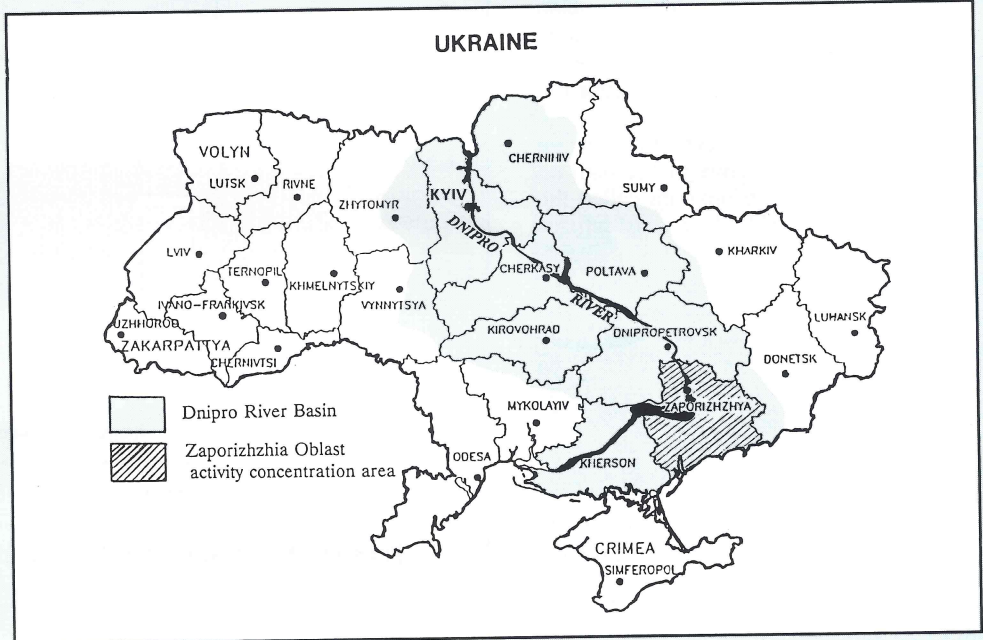 UKRAINE
VOLYN
LUTSK
RIVNE
ZHYTOMYR
KYIV
CHERNIHIV
SUMY
DNIPRO
RIVER
LVIV
TERNOPIL
KHMELNYTSKIY
VYNNYTSYA
CHERKASY
POLTAVA
KHARKIV
IVANO-FRANKIVSK
UZHHOROD
ZAKARPATTYA
CHERNIVTSI
KIROVOHRAD
DNIPROPETROVSK
LUHANSK
DONETSK
MYKOLAYIV
ZAPORIZHZHYA
ODESA
KHERSON
CRIMEA
SIMFEROPOL
Dnipro River Basin
Zaporizhzhia Oblast
activity concentration area